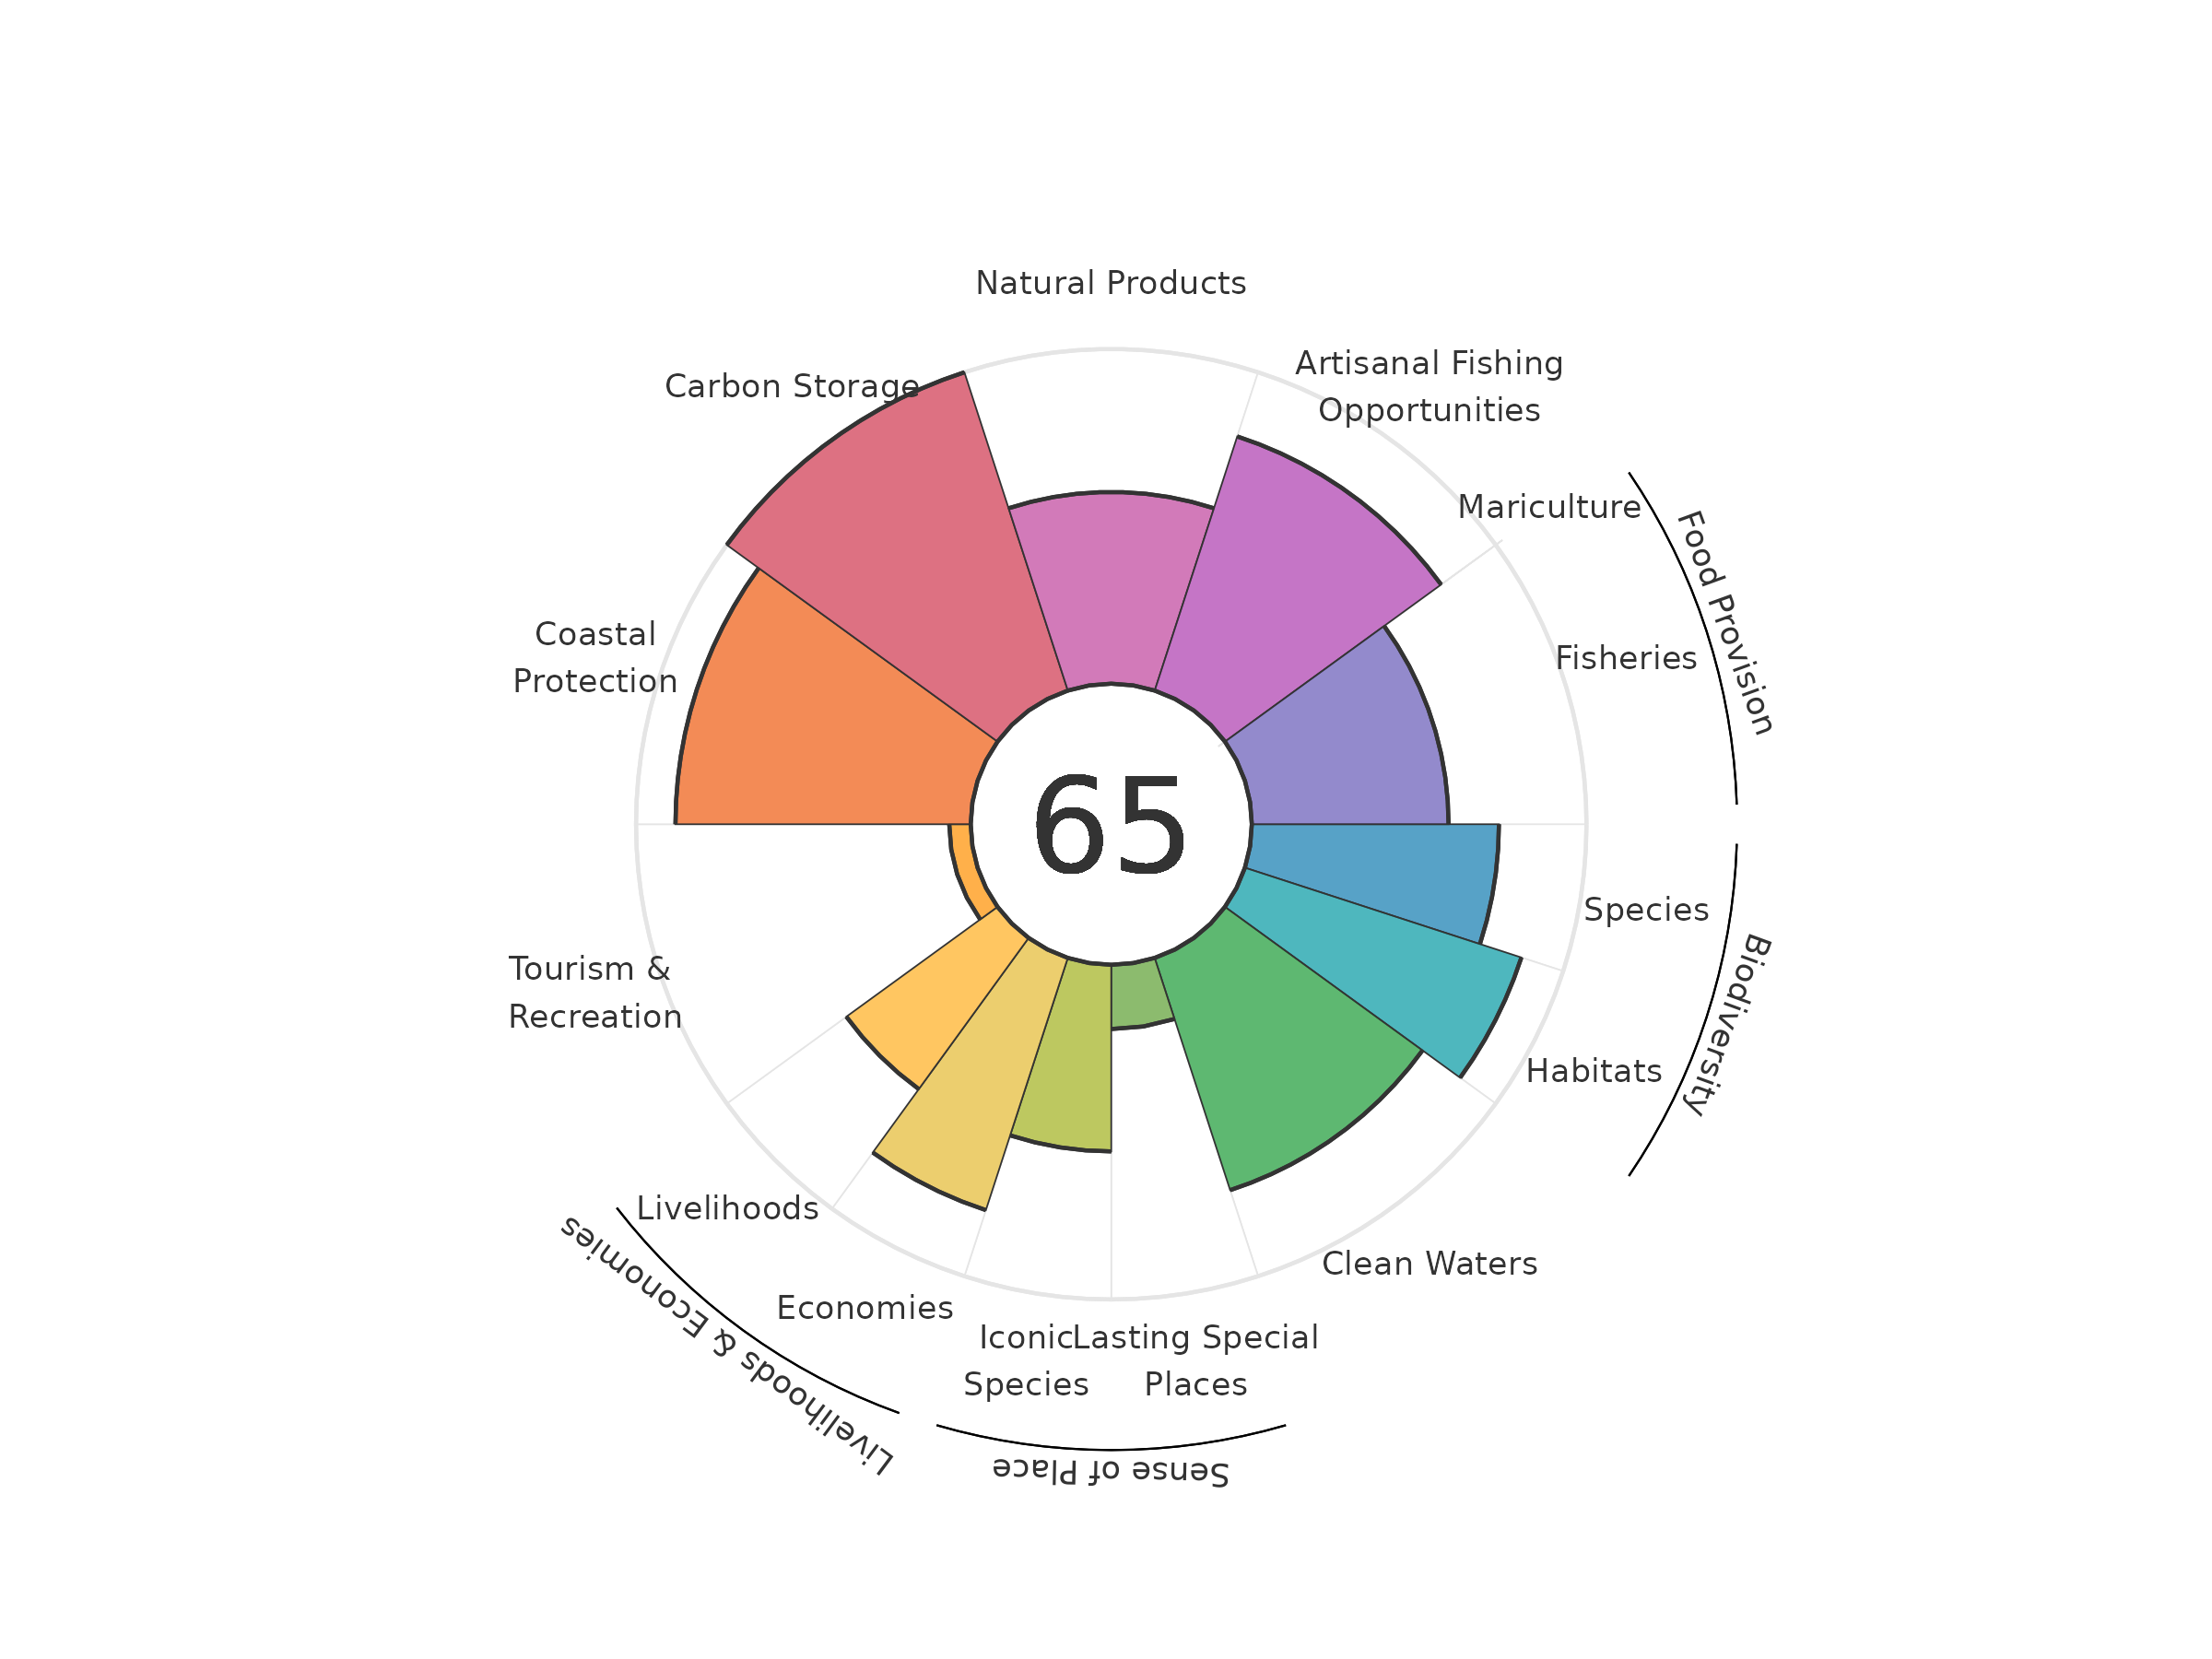 Natural Products
Artisanal Fishing
Opportunities
Carbon Storage
Mariculture
Food Provision
Coastal
Protection
Fisheries
65
Species
Biodiversity
Tourism &
Recreation
Habitats
Livelihoods
Clean Waters
Livelihoods & Economies
Economies
Iconic
Species
Lasting Special
Places
Sense of Place